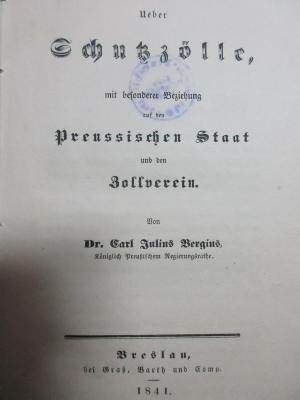 Ueber
Schutzzölle,
mit besonderer Beziehung
auf den
Preussischen Staat
und den
Zollverein.
Von
Dr. Carl Julius Bergius,
Königlich Preußischem Regierungsrathe.
Breslau,
bei Graß, Barth und Comp.
1841.